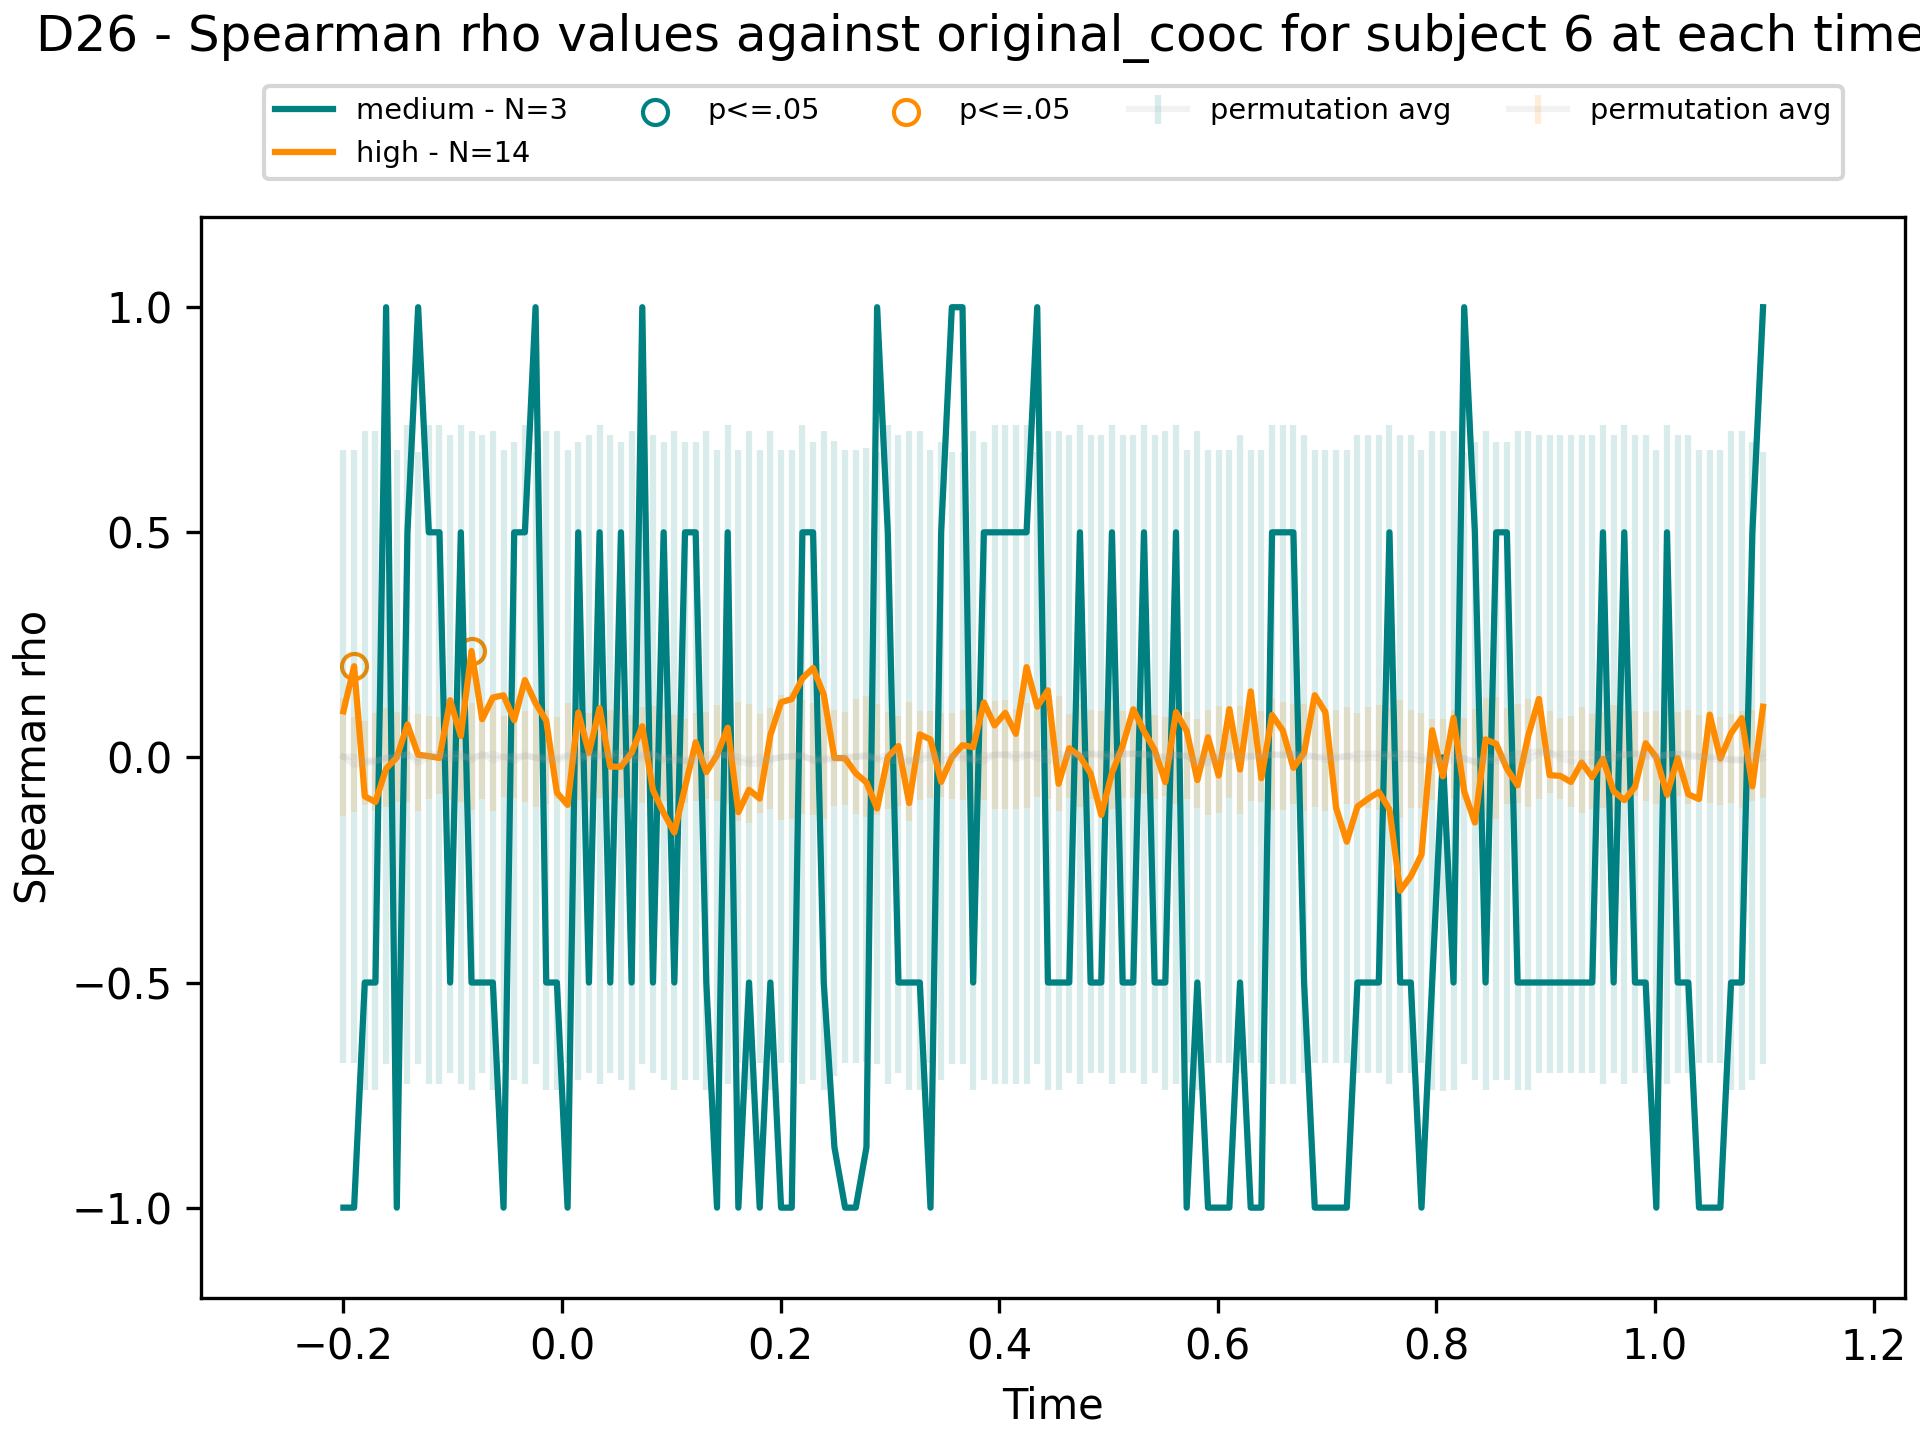 D26 - Spearman rho values against original_cooc for subject 6 at each time
medium - N=3
high - N=14
p<=.05
p<=.05
permutation avg
permutation avg
Spearman rho
1.0
0.5
0.0
−0.5
−1.0
−0.2 0.0 0.2 0.4 0.6 0.8 1.0 1.2
Time